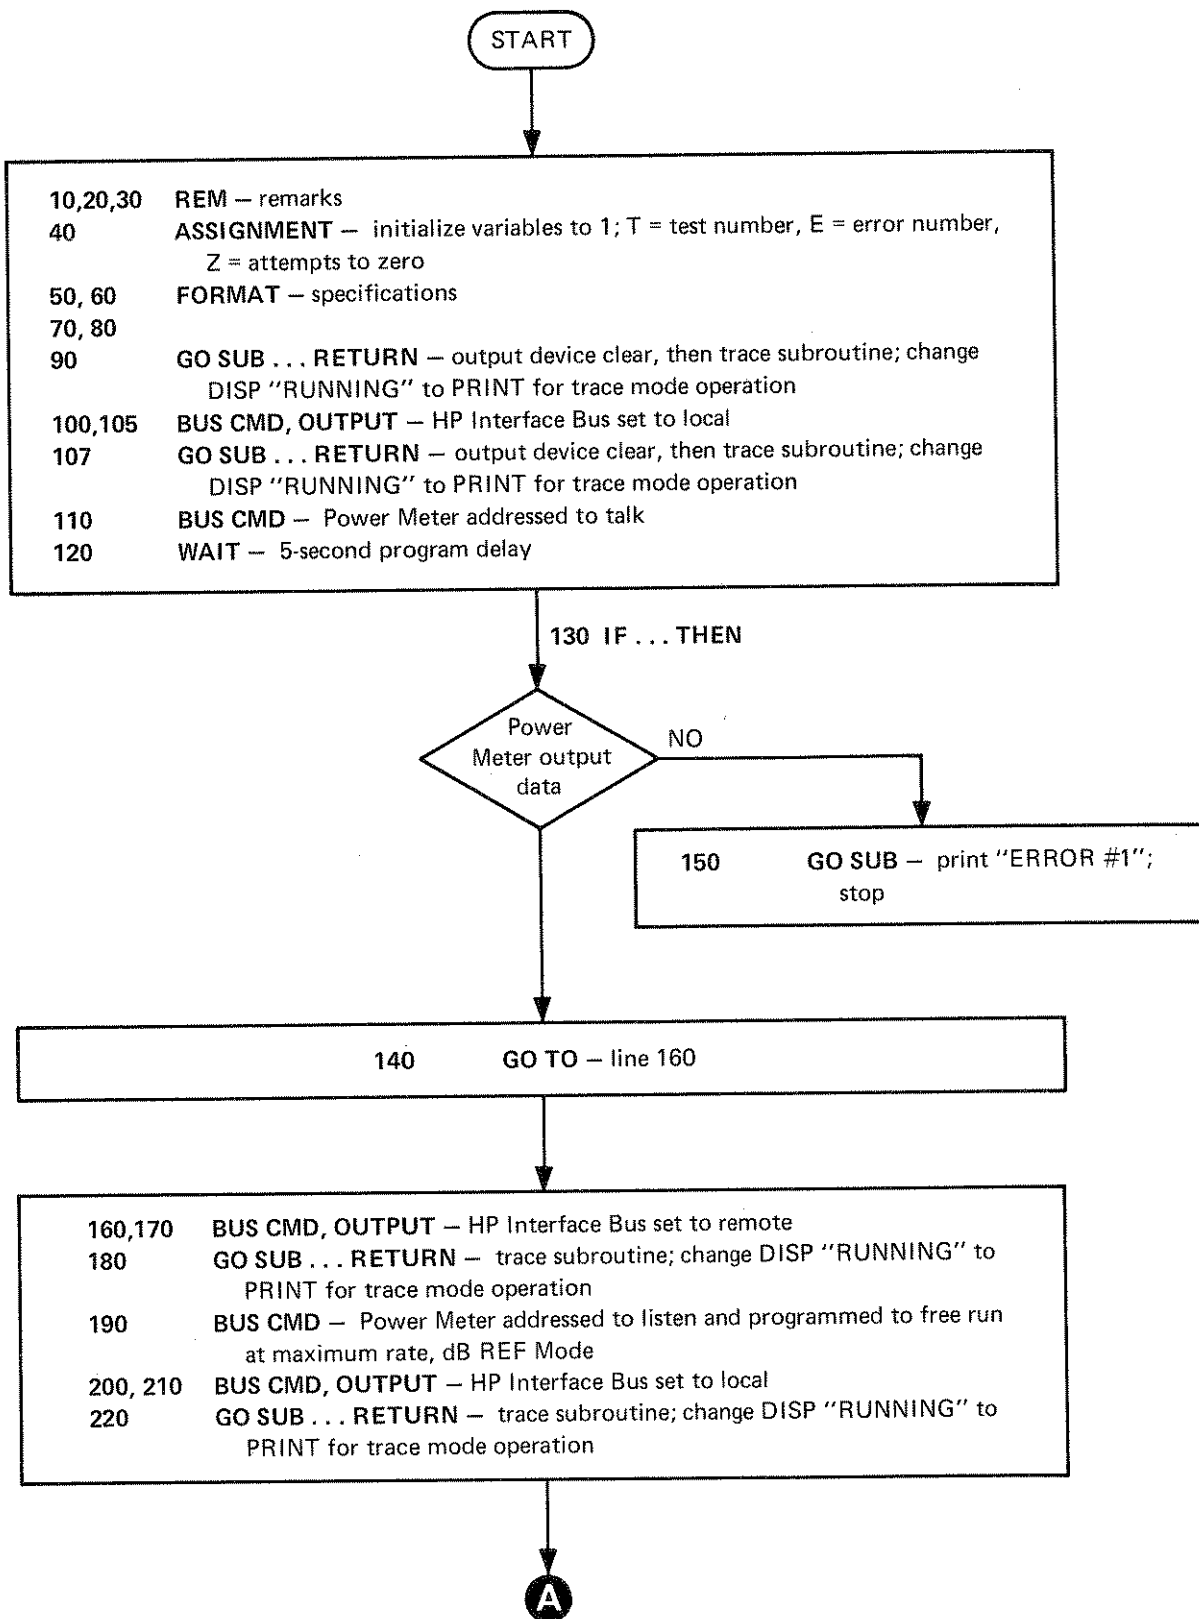 START
10,20,30 REM — remarks
40 ASSIGNMENT — initialize variables to 1; T = test number, E = error number,
Z = attempts to zero
50, 60 FORMAT — specifications
70, 80
90 GO SUB . . . RETURN — output device clear, then trace subroutine; change
DISP "RUNNING" to PRINT for trace mode operation
100,105 BUS CMD, OUTPUT — HP Interface Bus set to local
107 GO SUB . . . RETURN — output device clear, then trace subroutine; change
DISP "RUNNING" to PRINT for trace mode operation
110 BUS CMD — Power Meter addressed to talk
120 WAIT — 5-second program delay
130 IF . . . THEN
Power
Meter output
data
NO
150 GO SUB — print "ERROR #1";
stop
140 GO TO — line 160
160,170 BUS CMD, OUTPUT — HP Interface Bus set to remote
180 GO SUB . . . RETURN — trace subroutine; change DISP "RUNNING" to
PRINT for trace mode operation
190 BUS CMD — Power Meter addressed to listen and programmed to free run
at maximum rate, dB REF Mode
200, 210 BUS CMD, OUTPUT — HP Interface Bus set to local
220 GO SUB . . . RETURN — trace subroutine; change DISP "RUNNING" to
PRINT for trace mode operation
A